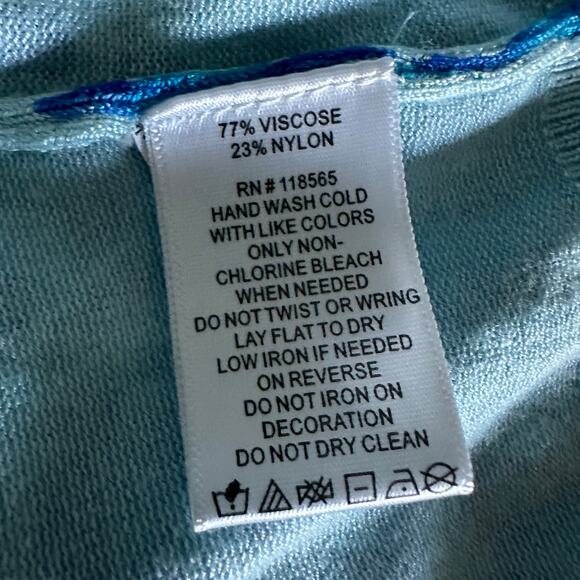 77% VISCOSE
23% NYLON
RN # 118565
HAND WASH COLD
WITH LIKE COLORS
ONLY NON-
CHLORINE BLEACH
WHEN NEEDED
DO NOT TWIST OR WRING
LAY FLAT TO DRY
LOW IRON IF NEEDED
ON REVERSE
DO NOT IRON ON
DECORATION
DO NOT DRY CLEAN